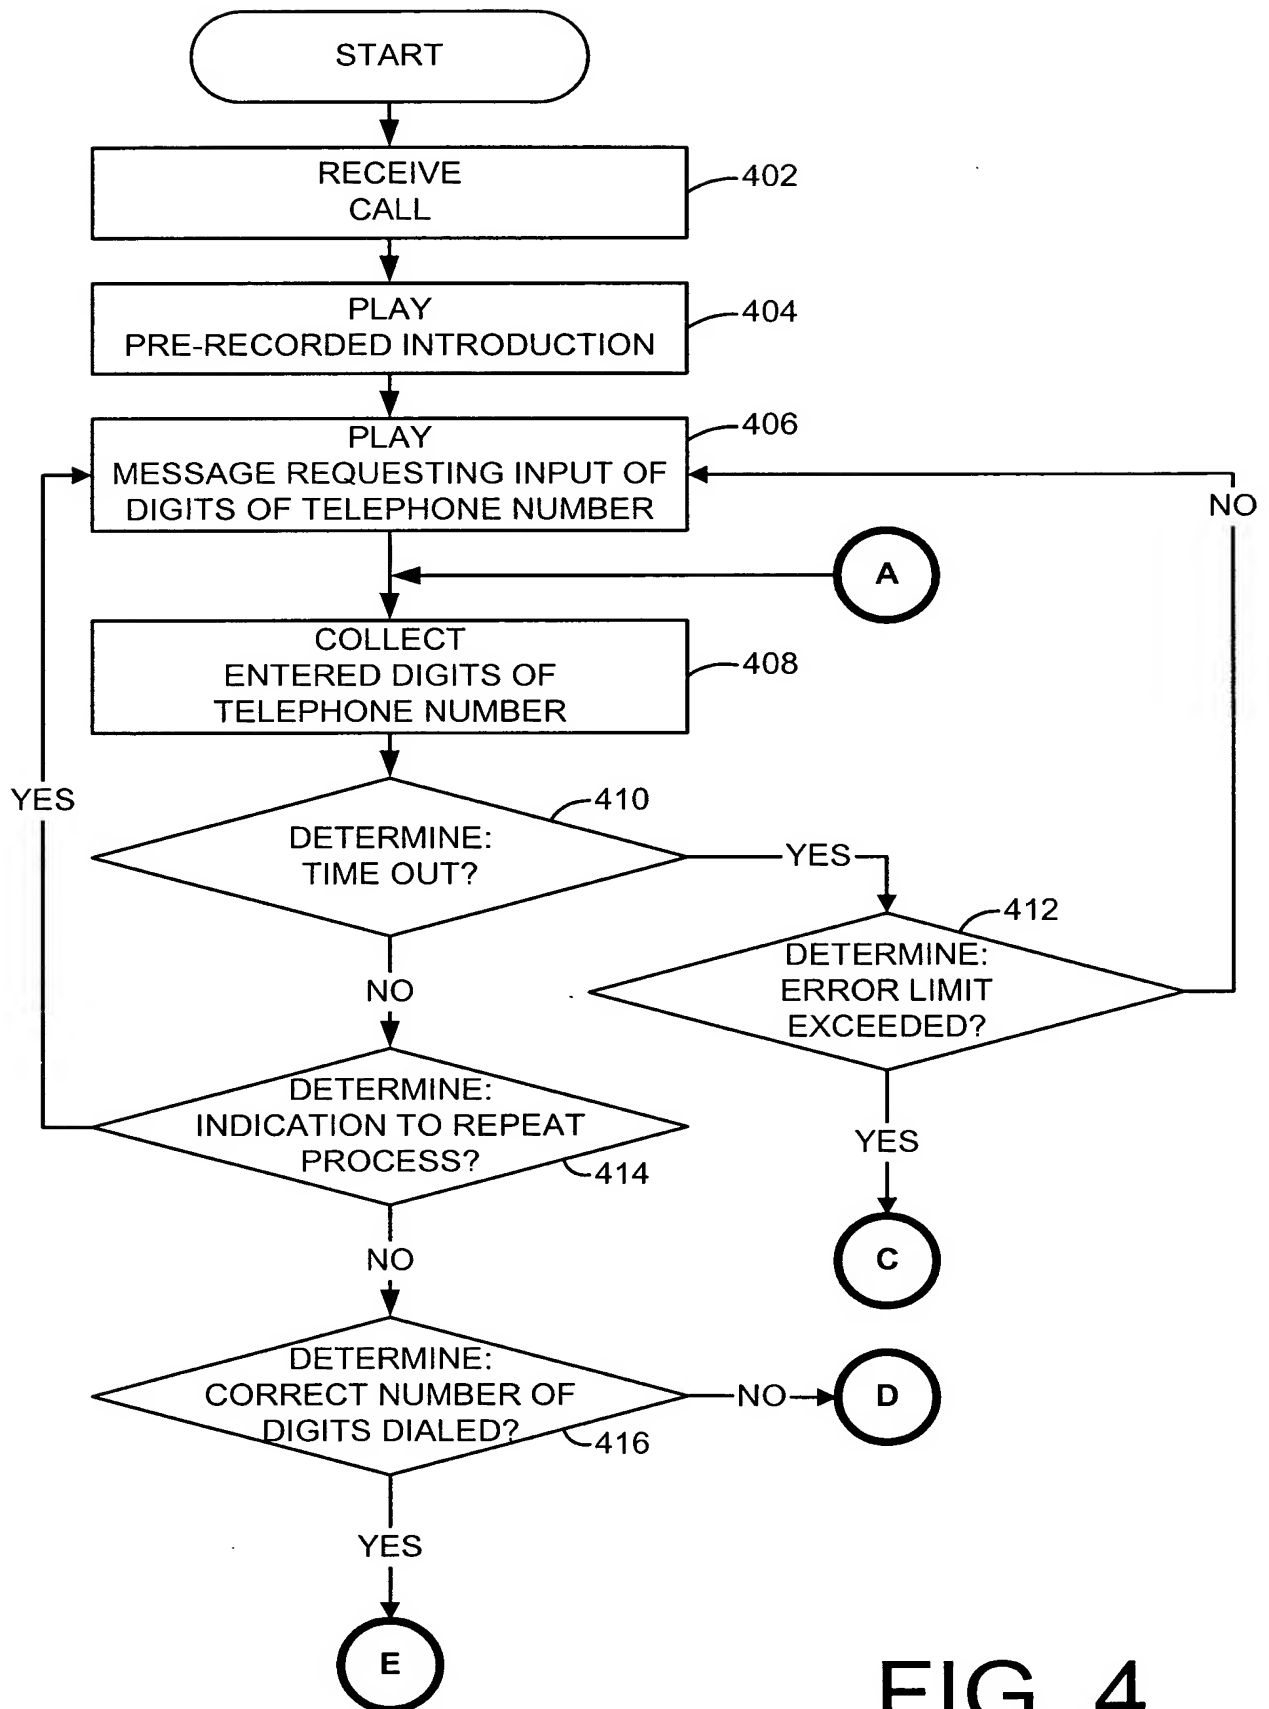 START
RECEIVE
CALL
402
PLAY
PRE-RECORDED INTRODUCTION
404
PLAY
MESSAGE REQUESTING INPUT OF
DIGITS OF TELEPHONE NUMBER
406
NO
A
COLLECT
ENTERED DIGITS OF
TELEPHONE NUMBER
408
YES
DETERMINE:
TIME OUT?
410
YES
DETERMINE:
ERROR LIMIT
EXCEEDED?
412
NO
DETERMINE:
INDICATION TO REPEAT
PROCESS?
414
YES
C
NO
DETERMINE:
CORRECT NUMBER OF
DIGITS DIALED?
416
NO
D
YES
E
FIG. 4